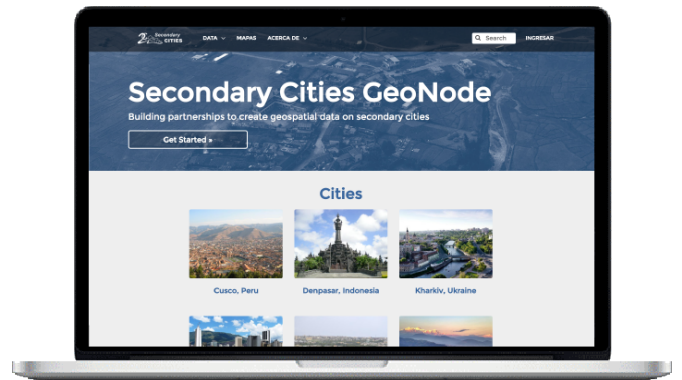 2C Secondary CITIES
DATA
MAPAS
ACERCA DE
Search
INGRESAR
Secondary Cities GeoNode
Building partnerships to create geospatial data on secondary cities
Get Started »
Cities
Cusco, Peru
Denpasar, Indonesia
Kharkiv, Ukraine